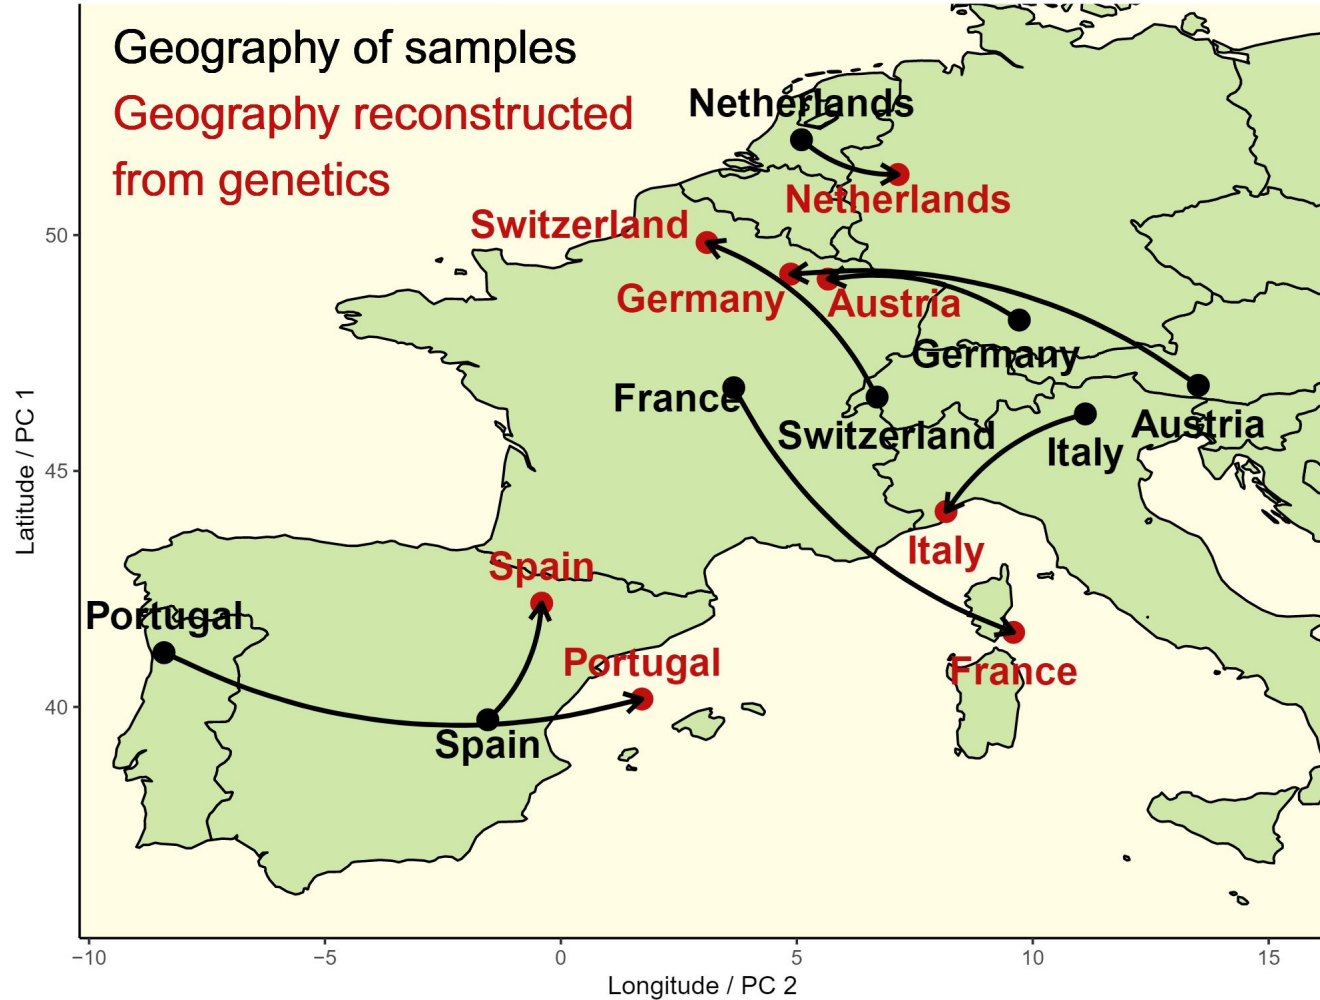 Geography of samples
Geography reconstructed
from genetics
Netherlands
Netherlands
Switzerland
Germany
Austria
Germany
France
Switzerland
Austria
Italy
Italy
Spain
Portugal
Portugal
France
Spain
50
45
40
Latitude / PC 1
−10
−5
0
5
10
15
Longitude / PC 2